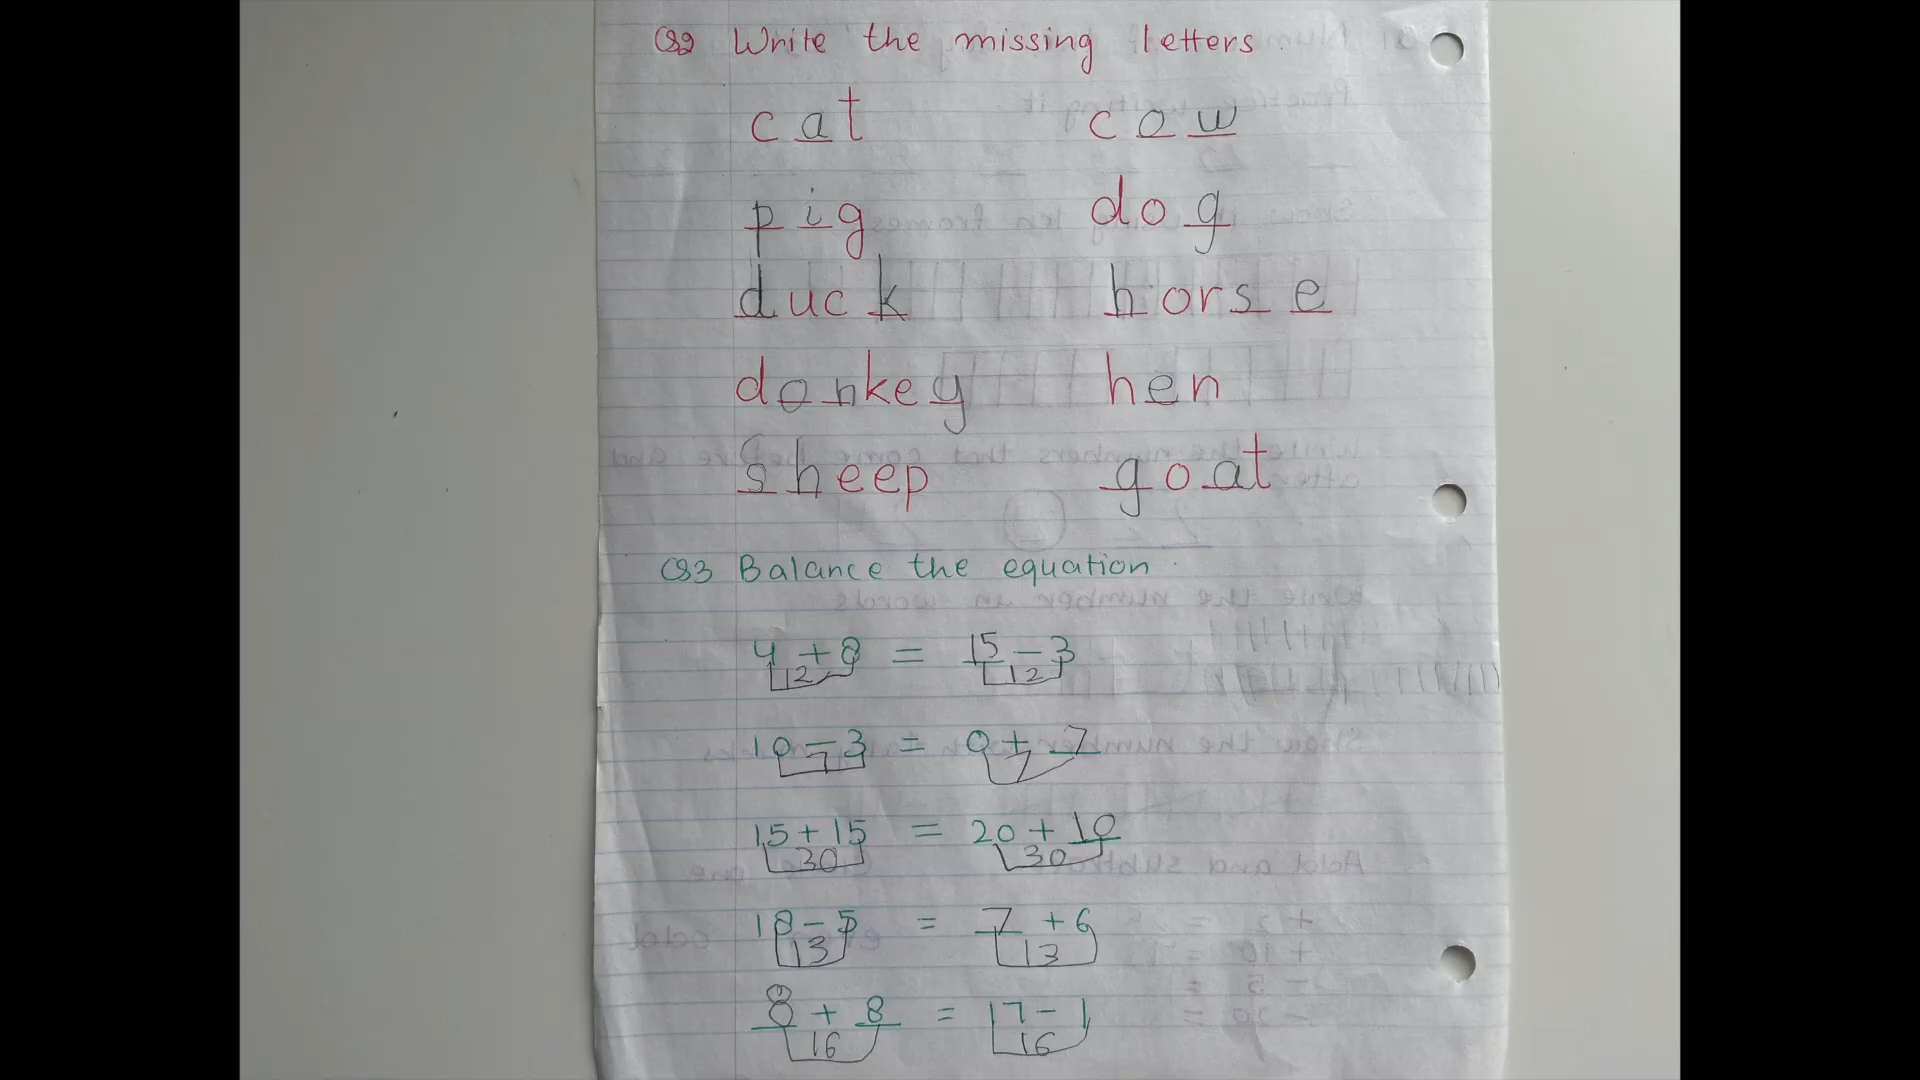 Q2 Write the missing letters.
cat cow
pig dog
duck horse
donkey hen
sheep goat
Q3 Balance the equation.
4 + 8 = 15 - 3
12 12
10 - 3 = 0 + 7
7 7
15 + 15 = 20 + 10
30 30
18 - 5 = 7 + 6
13 13
8 + 8 = 17 - 1
16 16